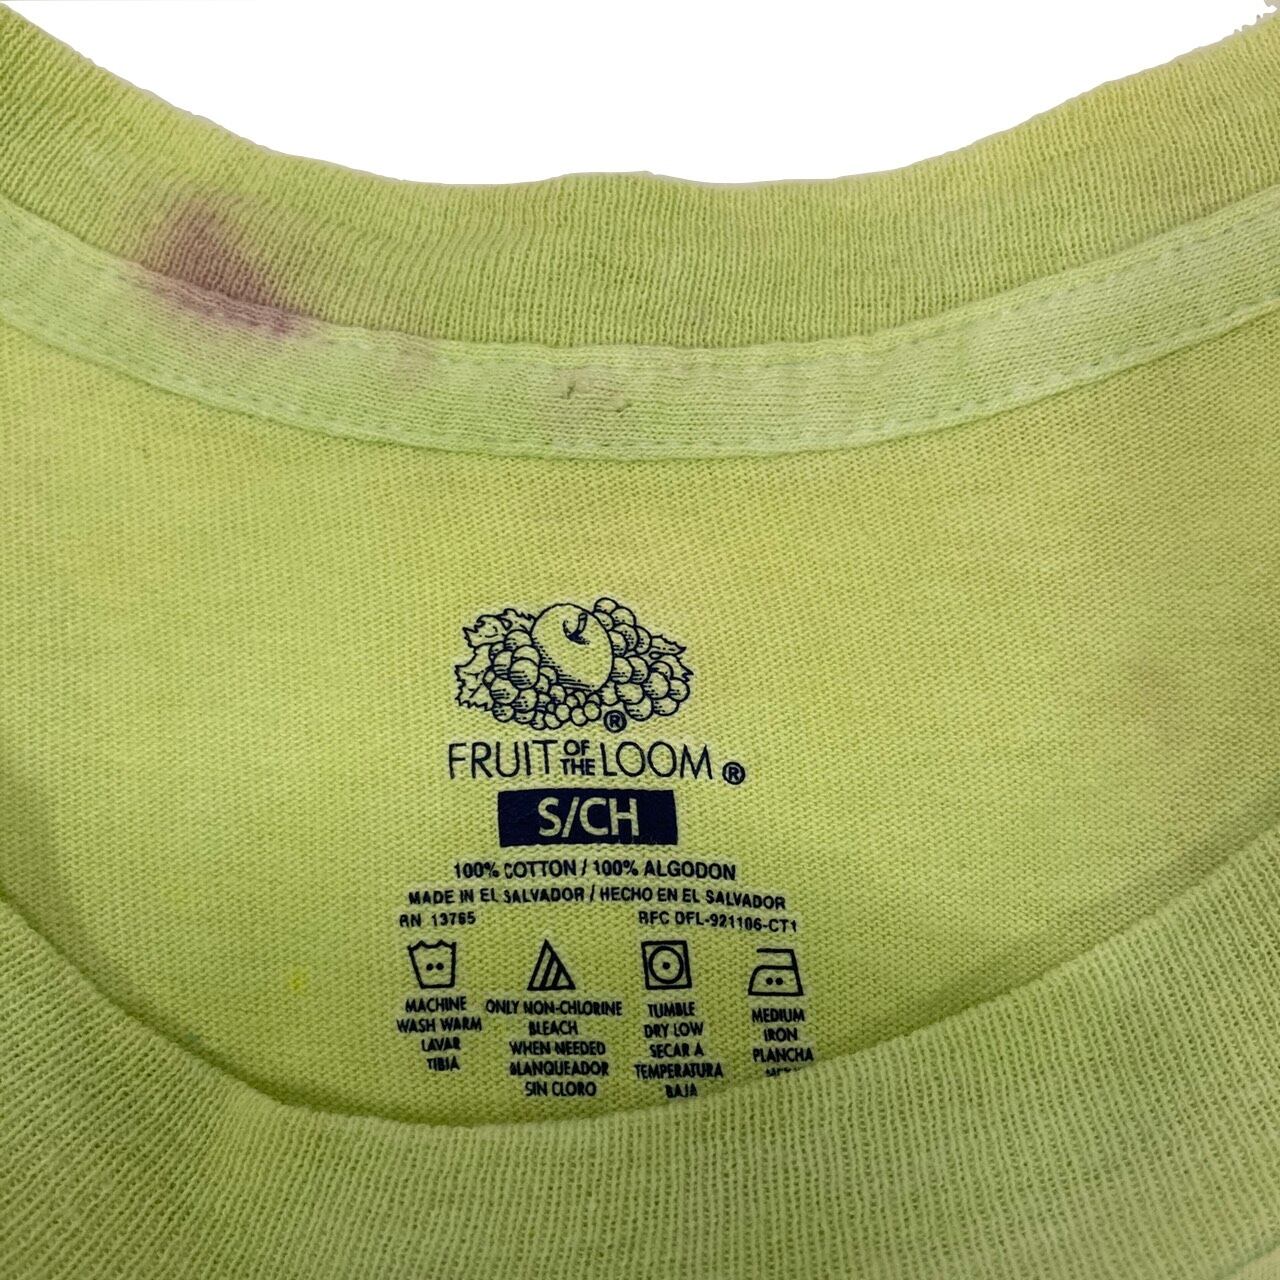 ®
FRUIT OF THE LOOM ®
S/CH
100% COTTON / 100% ALGODON
MADE IN EL SALVADOR / HECHO EN EL SALVADOR
RN 13765 RFC DFL-921106-CT1
MACHINE
WASH WARM
LAVAR
TIBIA
ONLY NON-CHLORINE
BLEACH
WHEN NEEDED
BLANQUEADOR
SIN CLORO
TUMBLE
DRY LOW
SECAR A
TEMPERATURA
BAJA
MEDIUM
IRON
PLANCHA